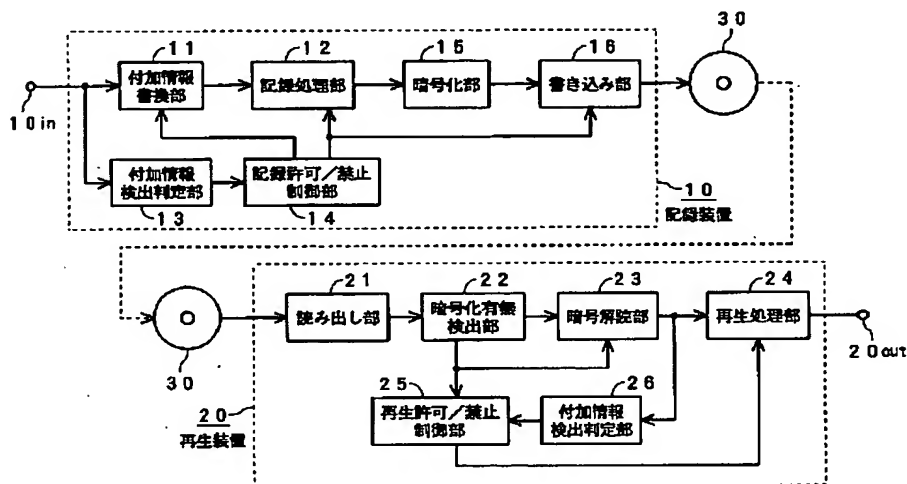 30
11
12
15
16
付加情報
書換部
記録処理部
暗号化部
書き込み部
10in
付加情報
検出判定部
記録許可/禁止
制御部
13
14
10
記録装置
21
22
23
24
読み出し部
暗号化有無
検出部
暗号解読部
再生処理部
30
20out
25
26
20
再生装置
再生許可/禁止
制御部
付加情報
検出判定部